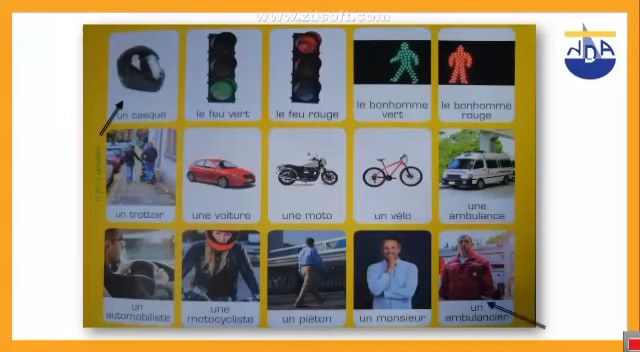 www.zdsoft.com
NDA
un casque
le feu vert
le feu rouge
le bonhomme
vert
le bonhomme
rouge
un trottoir
une voiture
une moto
un vélo
une
ambulance
un
automobiliste
une
motocycliste
un piéton
un monsieur
un
ambulancier